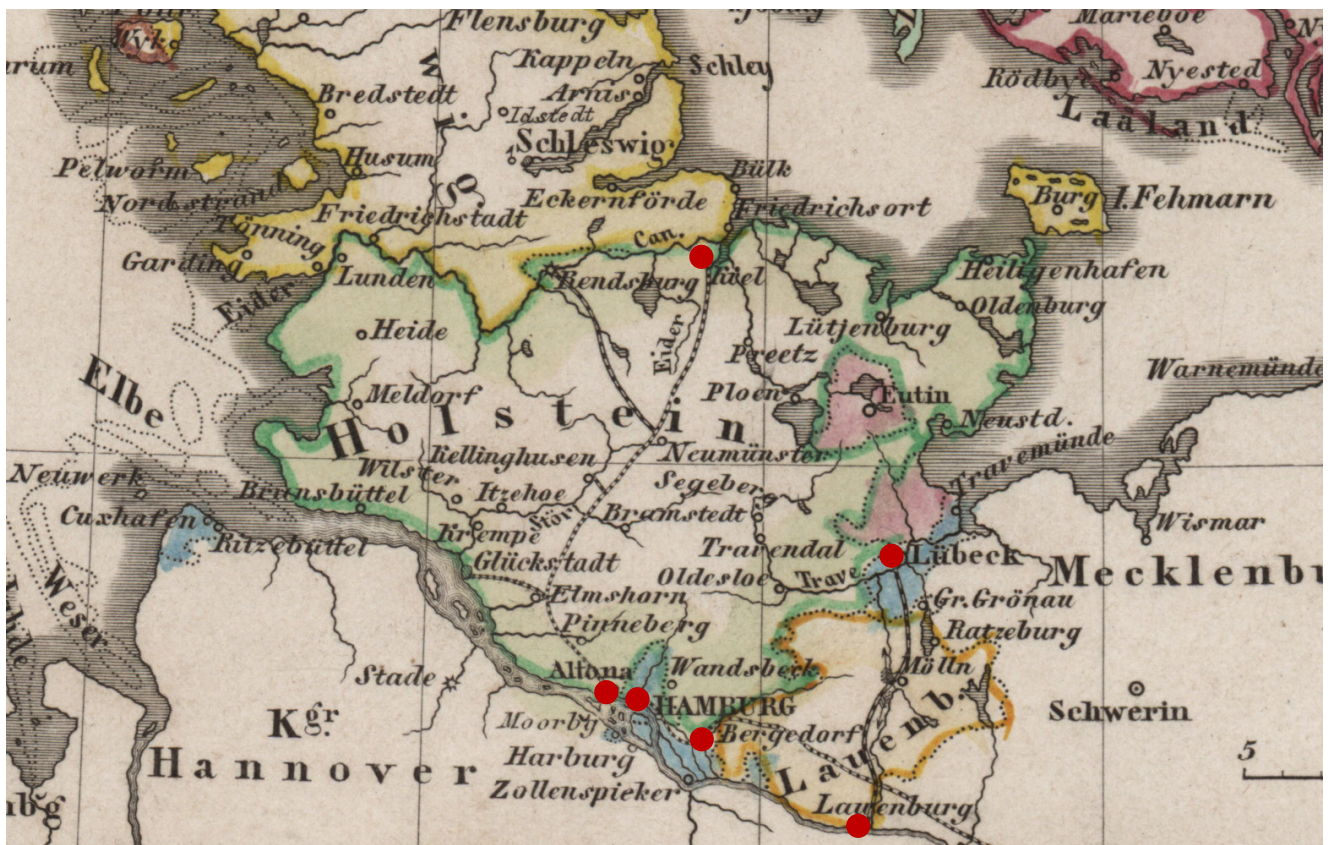 Flensburg
Marieboe
Wyk
Kappeln
Schley
Rödbye
Nyested
Arnis
Bredstedt
Idstedt
Laaland
Schleswig
Husum
Pelworm
Bülk
Nordstrand
Eckernförde
Burg
I. Fehmarn
Friedrichstadt
Friedrichsort
Tönning
Can.
Garding
Lunden
Rendsburg
Kiel
Heiligenhafen
Eider
Oldenburg
Heide
Eider
Lütjenburg
Preetz
Warnemünde
Elbe
Meldorf
Ploen
Eutin
Holstein
Neustd.
Kellinghusen
Neumünster
Travemünde
Neuwerk
Wilster
Segeberg
Brunsbüttel
Itzehoe
Stör
Bramstedt
Cuxhafen
Wismar
Ritzebüttel
Krempe
Travendal
Lübeck
Glückstadt
Oldesloe
Trave
Mecklenbu
Weser
Elmshorn
Gr. Grönau
Pinneberg
Ratzeburg
Altona
Wandsbeck
Stade
Mölln
HAMBURG
Schwerin
Kgr.
Moorbg
Bergedorf
Hannover
Harburg
Lauenb.
5
Zollenspieker
Lauenburg
nbg